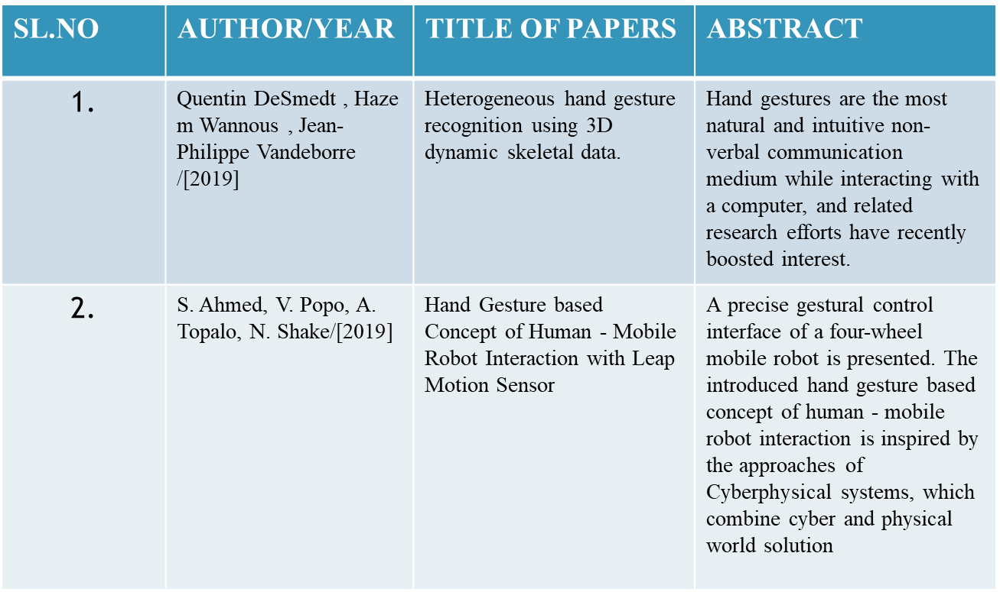 SL.NO AUTHOR/YEAR TITLE OF PAPERS ABSTRACT
1.
Quentin DeSmedt , Haze
m Wannous , Jean-
Philippe Vandeborre
/[2019]
Heterogeneous hand gesture
recognition using 3D
dynamic skeletal data.
Hand gestures are the most
natural and intuitive non-
verbal communication
medium while interacting with
a computer, and related
research efforts have recently
boosted interest.
2.
S. Ahmed, V. Popo, A.
Topalo, N. Shake/[2019]
Hand Gesture based
Concept of Human - Mobile
Robot Interaction with Leap
Motion Sensor
A precise gestural control
interface of a four-wheel
mobile robot is presented. The
introduced hand gesture based
concept of human - mobile
robot interaction is inspired by
the approaches of
Cyberphysical systems, which
combine cyber and physical
world solution